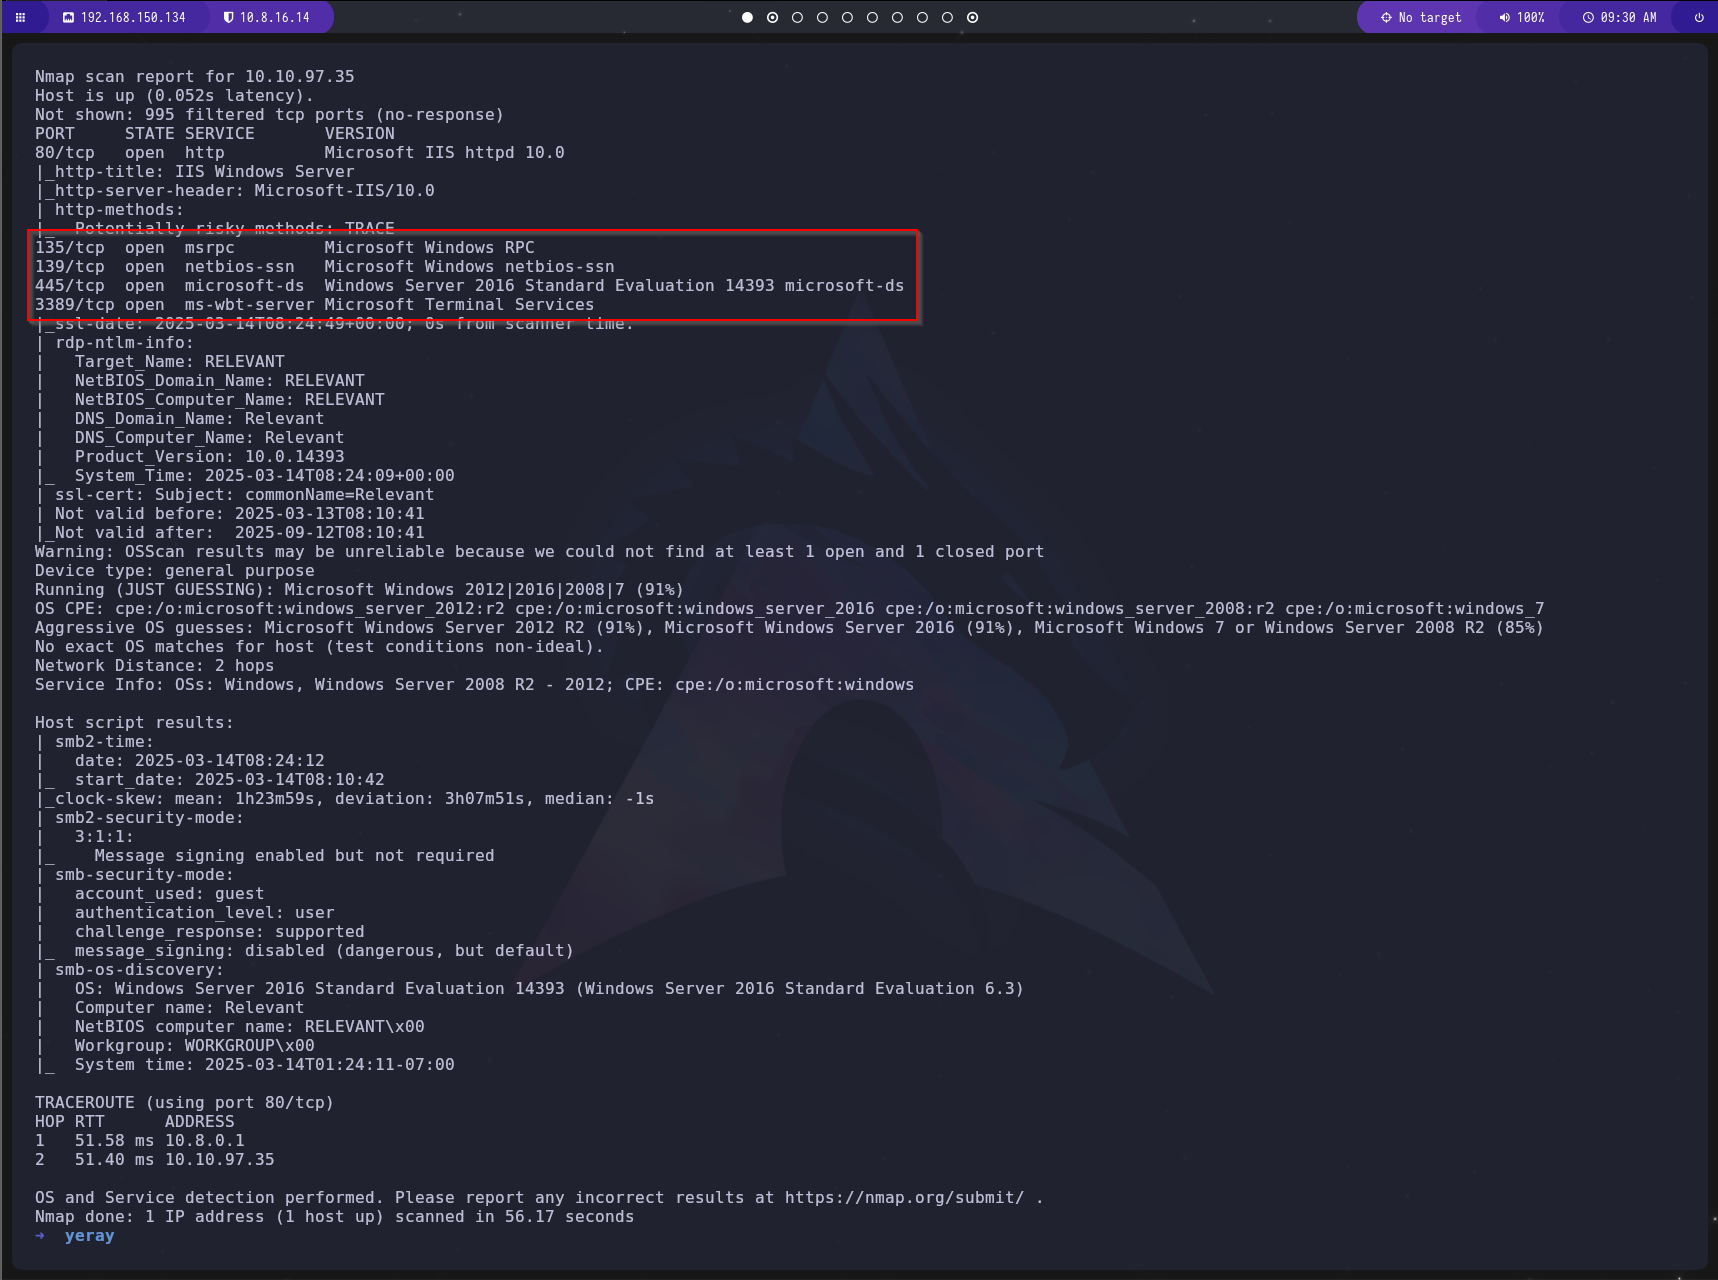 192.168.150.134 10.8.16.14 No target 100% 09:30 AM
Nmap scan report for 10.10.97.35
Host is up (0.052s latency).
Not shown: 995 filtered tcp ports (no-response)
PORT     STATE SERVICE       VERSION
80/tcp   open  http          Microsoft IIS httpd 10.0
|_http-title: IIS Windows Server
|_http-server-header: Microsoft-IIS/10.0
| http-methods:
|_  Potentially risky methods: TRACE
135/tcp  open  msrpc         Microsoft Windows RPC
139/tcp  open  netbios-ssn   Microsoft Windows netbios-ssn
445/tcp  open  microsoft-ds  Windows Server 2016 Standard Evaluation 14393 microsoft-ds
3389/tcp open  ms-wbt-server Microsoft Terminal Services
|_ssl-date: 2025-03-14T08:24:49+00:00; 0s from scanner time.
| rdp-ntlm-info:
|   Target_Name: RELEVANT
|   NetBIOS_Domain_Name: RELEVANT
|   NetBIOS_Computer_Name: RELEVANT
|   DNS_Domain_Name: Relevant
|   DNS_Computer_Name: Relevant
|   Product_Version: 10.0.14393
|_  System_Time: 2025-03-14T08:24:09+00:00
| ssl-cert: Subject: commonName=Relevant
| Not valid before: 2025-03-13T08:10:41
|_Not valid after:  2025-09-12T08:10:41
Warning: OSScan results may be unreliable because we could not find at least 1 open and 1 closed port
Device type: general purpose
Running (JUST GUESSING): Microsoft Windows 2012|2016|2008|7 (91%)
OS CPE: cpe:/o:microsoft:windows_server_2012:r2 cpe:/o:microsoft:windows_server_2016 cpe:/o:microsoft:windows_server_2008:r2 cpe:/o:microsoft:windows_7
Aggressive OS guesses: Microsoft Windows Server 2012 R2 (91%), Microsoft Windows Server 2016 (91%), Microsoft Windows 7 or Windows Server 2008 R2 (85%)
No exact OS matches for host (test conditions non-ideal).
Network Distance: 2 hops
Service Info: OSs: Windows, Windows Server 2008 R2 - 2012; CPE: cpe:/o:microsoft:windows
Host script results:
| smb2-time:
|   date: 2025-03-14T08:24:12
|_  start_date: 2025-03-14T08:10:42
|_clock-skew: mean: 1h23m59s, deviation: 3h07m51s, median: -1s
| smb2-security-mode:
|   3:1:1:
|_    Message signing enabled but not required
| smb-security-mode:
|   account_used: guest
|   authentication_level: user
|   challenge_response: supported
|_  message_signing: disabled (dangerous, but default)
| smb-os-discovery:
|   OS: Windows Server 2016 Standard Evaluation 14393 (Windows Server 2016 Standard Evaluation 6.3)
|   Computer name: Relevant
|   NetBIOS computer name: RELEVANT\x00
|   Workgroup: WORKGROUP\x00
|_  System time: 2025-03-14T01:24:11-07:00
TRACEROUTE (using port 80/tcp)
HOP RTT      ADDRESS
1   51.58 ms 10.8.0.1
2   51.40 ms 10.10.97.35
OS and Service detection performed. Please report any incorrect results at https://nmap.org/submit/ .
Nmap done: 1 IP address (1 host up) scanned in 56.17 seconds
➜  yeray